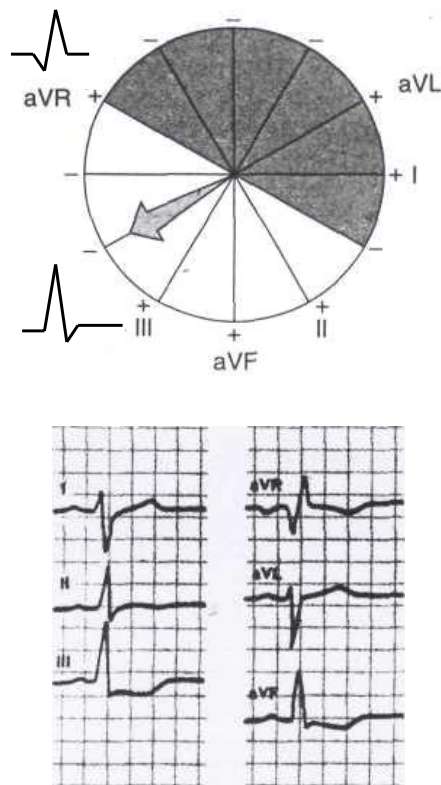 − − −
aVR + + aVL
− + I
− −
+ + +
III aVF II
I aVR
II aVL
III aVF